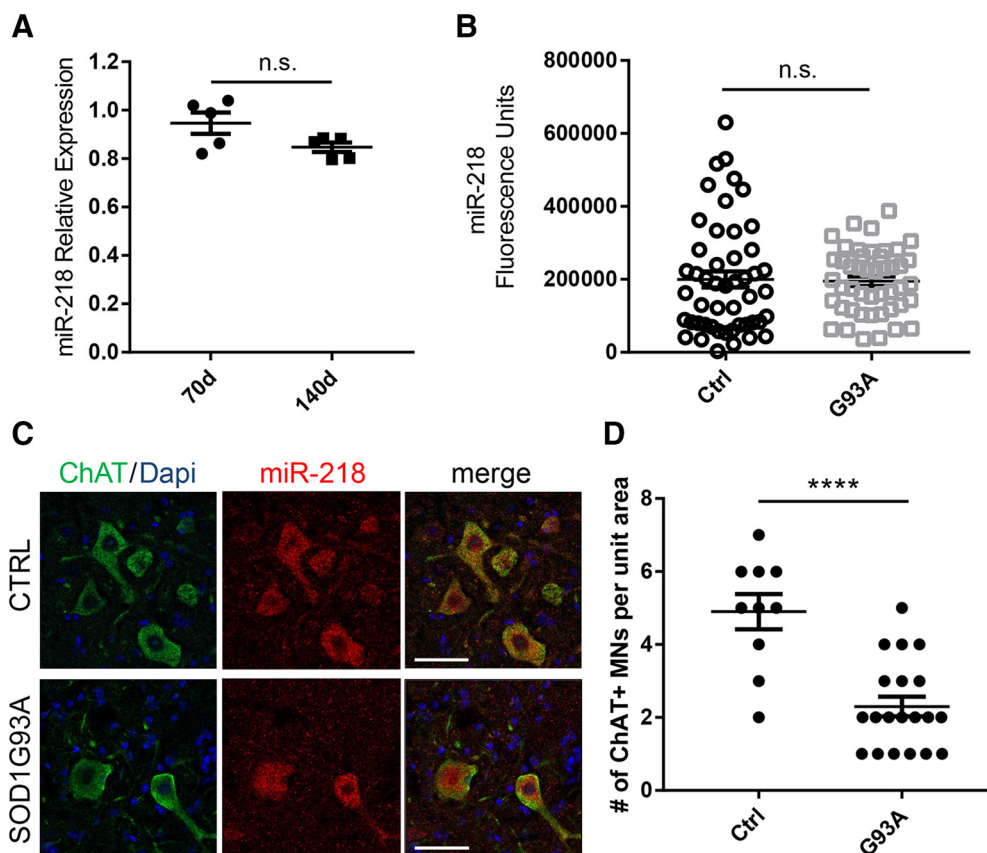 A
miR-218 Relative Expression
1.2
1.0
0.8
0.6
0.4
0.2
0.0
n.s.
70d
140d
B
miR-218
Fluorescence Units
800000
600000
400000
200000
0
n.s.
Ctrl
G93A
C
ChAT/Dapi
miR-218
merge
CTRL
SOD1G93A
D
# of ChAT+ MNs per unit area
8
6
4
2
0
****
Ctrl
G93A